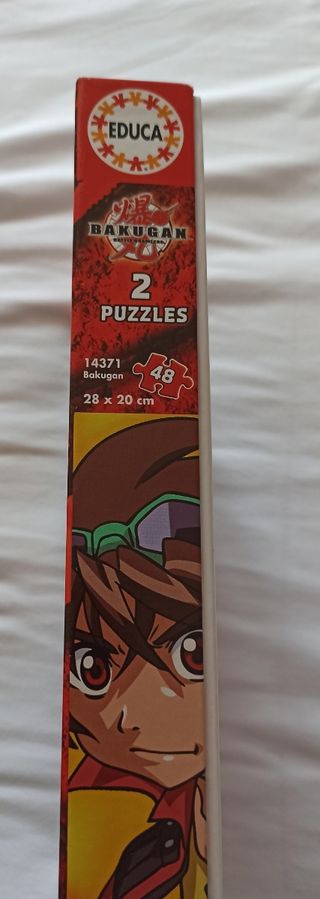 EDUCA
爆
BAKUGAN
BATTLE BRAWLERS
2
PUZZLES
14371
Bakugan
48
28 x 20 cm